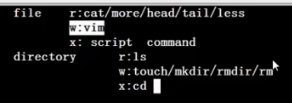 file r:cat/more/head/tail/less
w:vim
x: script command
directory r:ls
w:touch/mkdir/rmdir/rm
x:cd